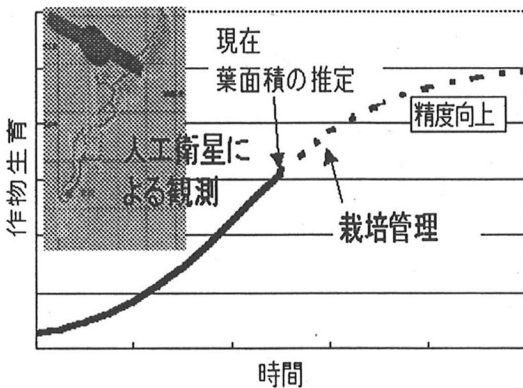 現在
葉面積の推定
精度向上
人工衛星に
よる観測
栽培管理
作物生育
時間